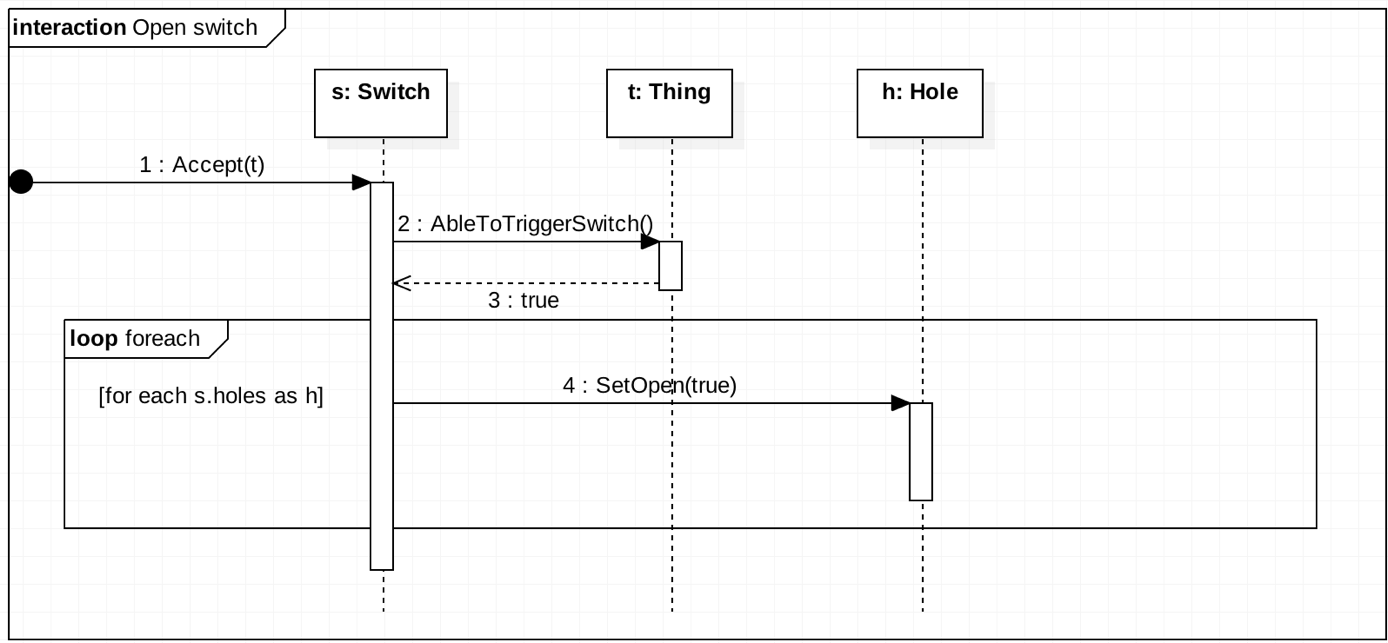 interaction Open switch
s: Switch
t: Thing
h: Hole
1 : Accept(t)
2 : AbleToTriggerSwitch()
3 : true
loop foreach
[for each s.holes as h]
4 : SetOpen(true)